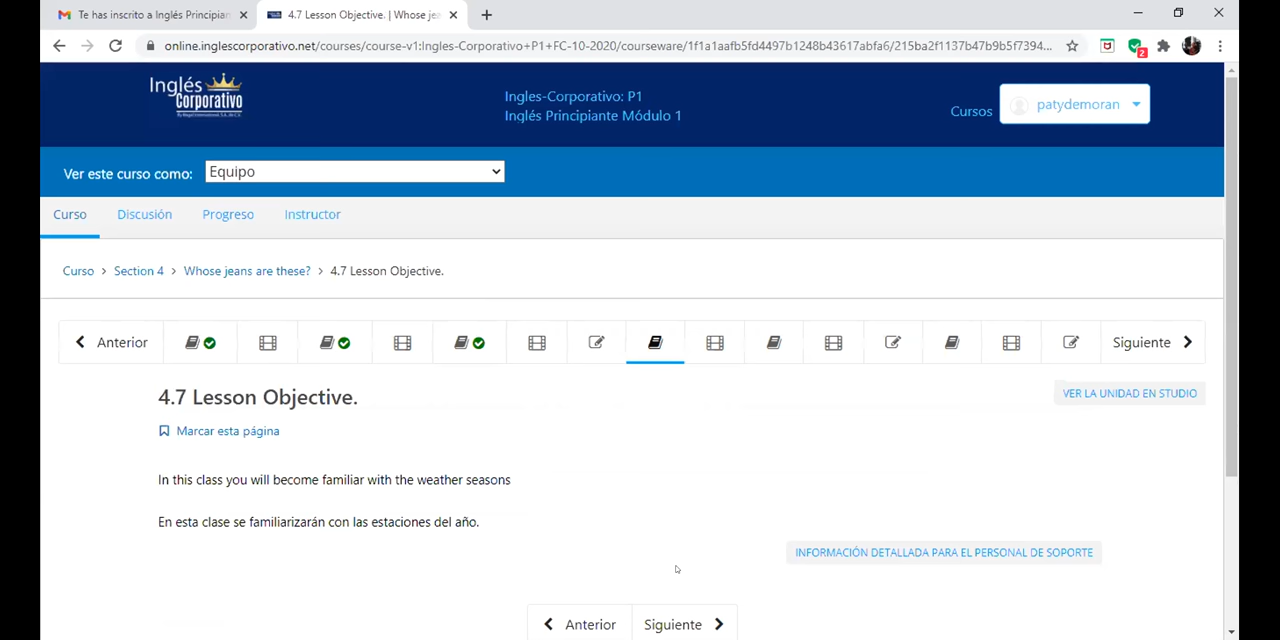 Te has inscrito a Inglés Principian
4.7 Lesson Objective. | Whose jea
online.inglescorporativo.net/courses/course-v1:Ingles-Corporativo+P1+FC-10-2020/courseware/1f1a1aafb5fd4497b1248b43617abfa6/215ba2f1137b47b9b5f7394...
2
Inglés
Corporativo
Ingles-Corporativo: P1
Inglés Principiante Módulo 1
Cursos
patydemoran
Ver este curso como:
Equipo
Curso
Discusión
Progreso
Instructor
Curso > Section 4 > Whose jeans are these? > 4.7 Lesson Objective.
Anterior
Siguiente
4.7 Lesson Objective.
VER LA UNIDAD EN STUDIO
Marcar esta página
In this class you will become familiar with the weather seasons
En esta clase se familiarizarán con las estaciones del año.
INFORMACIÓN DETALLADA PARA EL PERSONAL DE SOPORTE
Anterior
Siguiente